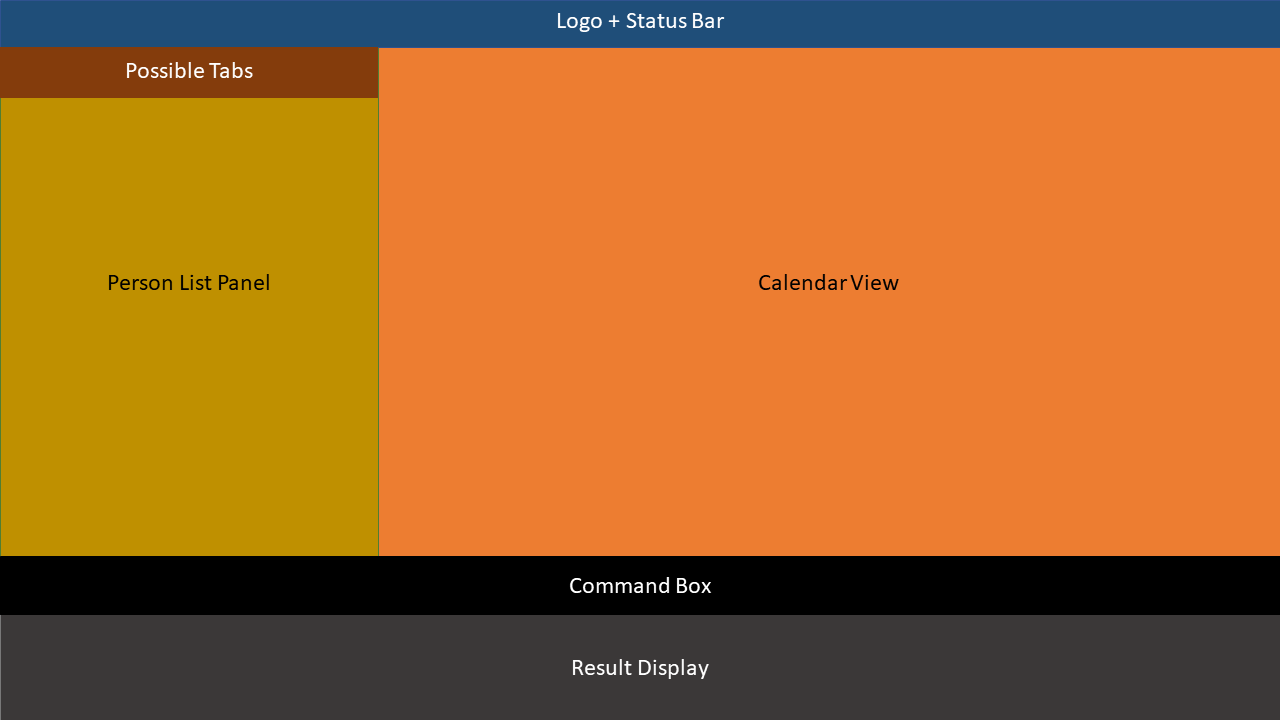 Logo + Status Bar
Possible Tabs
Person List Panel
Calendar View
Command Box
Result Display